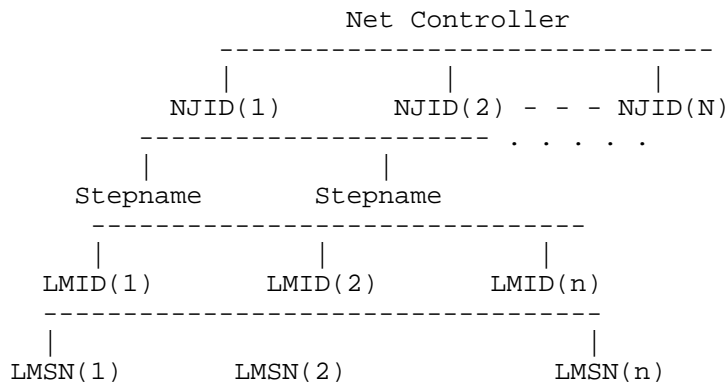 Net Controller
-------------------------------
| | |
NJID(1) NJID(2) - - - NJID(N)
---------------------- . . . . .
| |
Stepname Stepname
-------------------------------
| | |
LMID(1) LMID(2) LMID(n)
-----------------------------------
| |
LMSN(1) LMSN(2) LMSN(n)